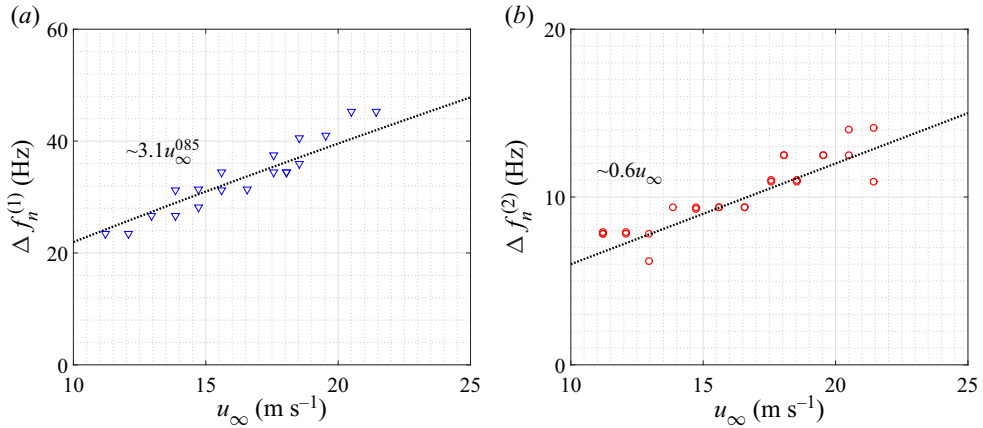 (a)
60
40
20
0
~3.1u∞^085
Δ fn^(1) (Hz)
10 15 20 25
u∞ (m s⁻¹)
(b)
20
10
0
~0.6u∞
Δ fn^(2) (Hz)
10 15 20 25
u∞ (m s⁻¹)